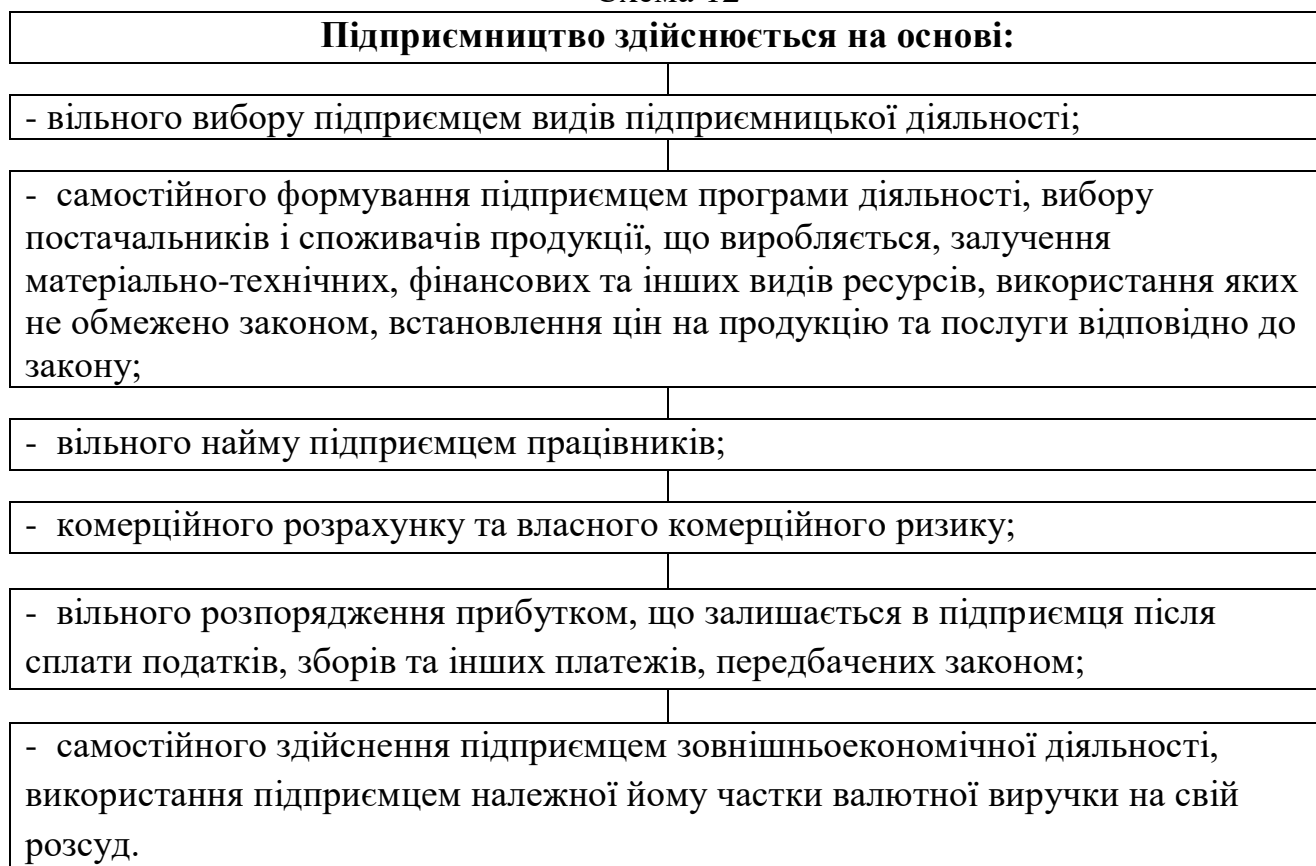 Підприємництво здійснюється на основі:
- вільного вибору підприємцем видів підприємницької діяльності;
- самостійного формування підприємцем програми діяльності, вибору
постачальників і споживачів продукції, що виробляється, залучення
матеріально-технічних, фінансових та інших видів ресурсів, використання яких
не обмежено законом, встановлення цін на продукцію та послуги відповідно до
закону;
- вільного найму підприємцем працівників;
- комерційного розрахунку та власного комерційного ризику;
- вільного розпорядження прибутком, що залишається в підприємця після
сплати податків, зборів та інших платежів, передбачених законом;
- самостійного здійснення підприємцем зовнішньоекономічної діяльності,
використання підприємцем належної йому частки валютної виручки на свій
розсуд.